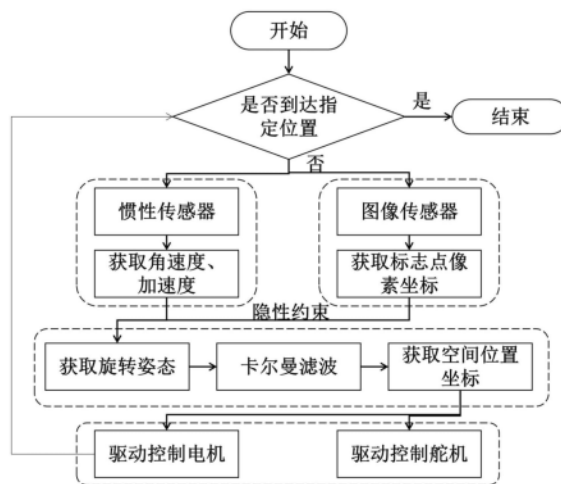 开始
是否到达指
定位置
是
结束
否
惯性传感器
图像传感器
获取角速度、
加速度
获取标志点像
素坐标
隐性约束
获取旋转姿态
卡尔曼滤波
获取空间位置
坐标
驱动控制电机
驱动控制舵机